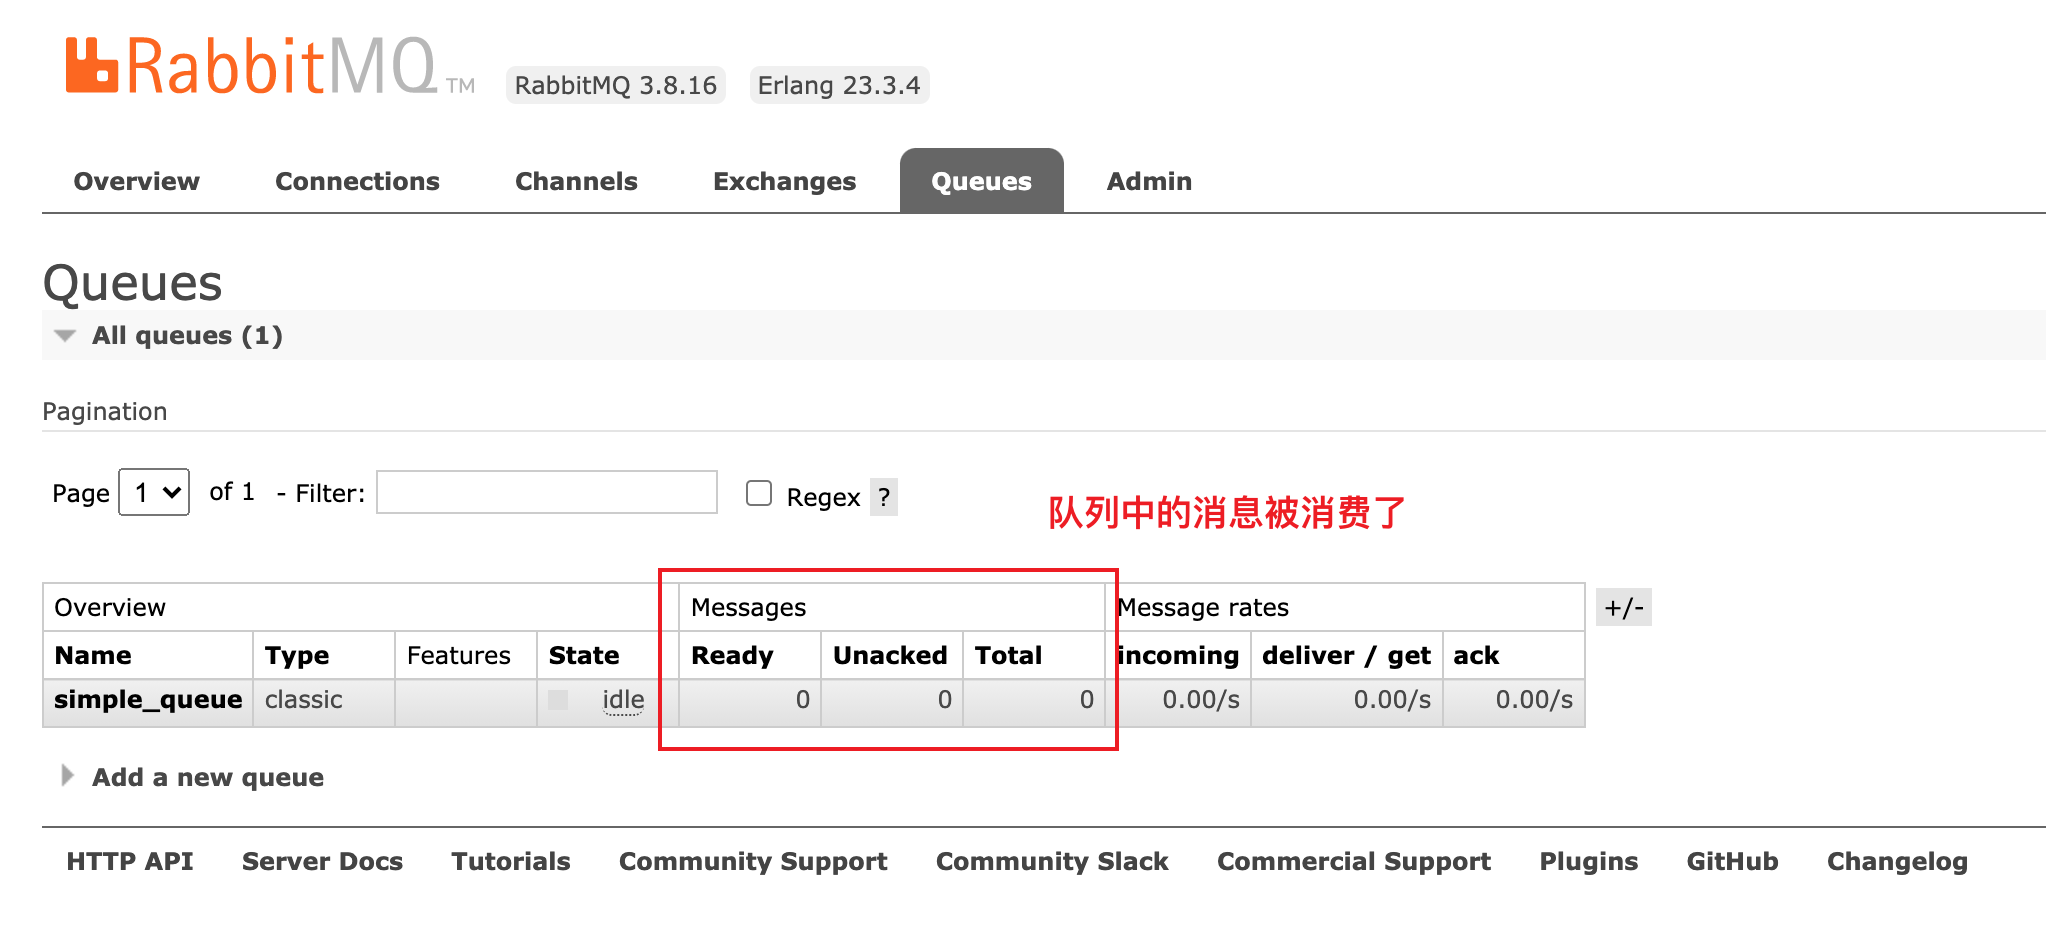 RabbitMQ TM RabbitMQ 3.8.16 Erlang 23.3.4
Overview Connections Channels Exchanges Queues Admin
Queues
All queues (1)
Pagination
Page 1 of 1 - Filter: Regex ?
队列中的消息被消费了
Overview Messages Message rates +/-
Name Type Features State Ready Unacked Total incoming deliver / get ack
simple_queue classic idle 0 0 0 0.00/s 0.00/s 0.00/s
Add a new queue
HTTP API Server Docs Tutorials Community Support Community Slack Commercial Support Plugins GitHub Changelog